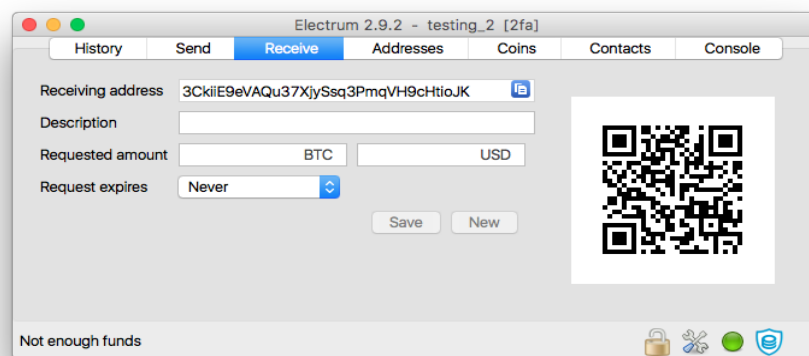 Electrum 2.9.2 - testing_2 [2fa]
History Send Receive Addresses Coins Contacts Console
Receiving address 3CkiiE9eVAQu37XjySsq3PmqVH9cHtioJK
Description
Requested amount BTC USD
Request expires Never
Save New
Not enough funds